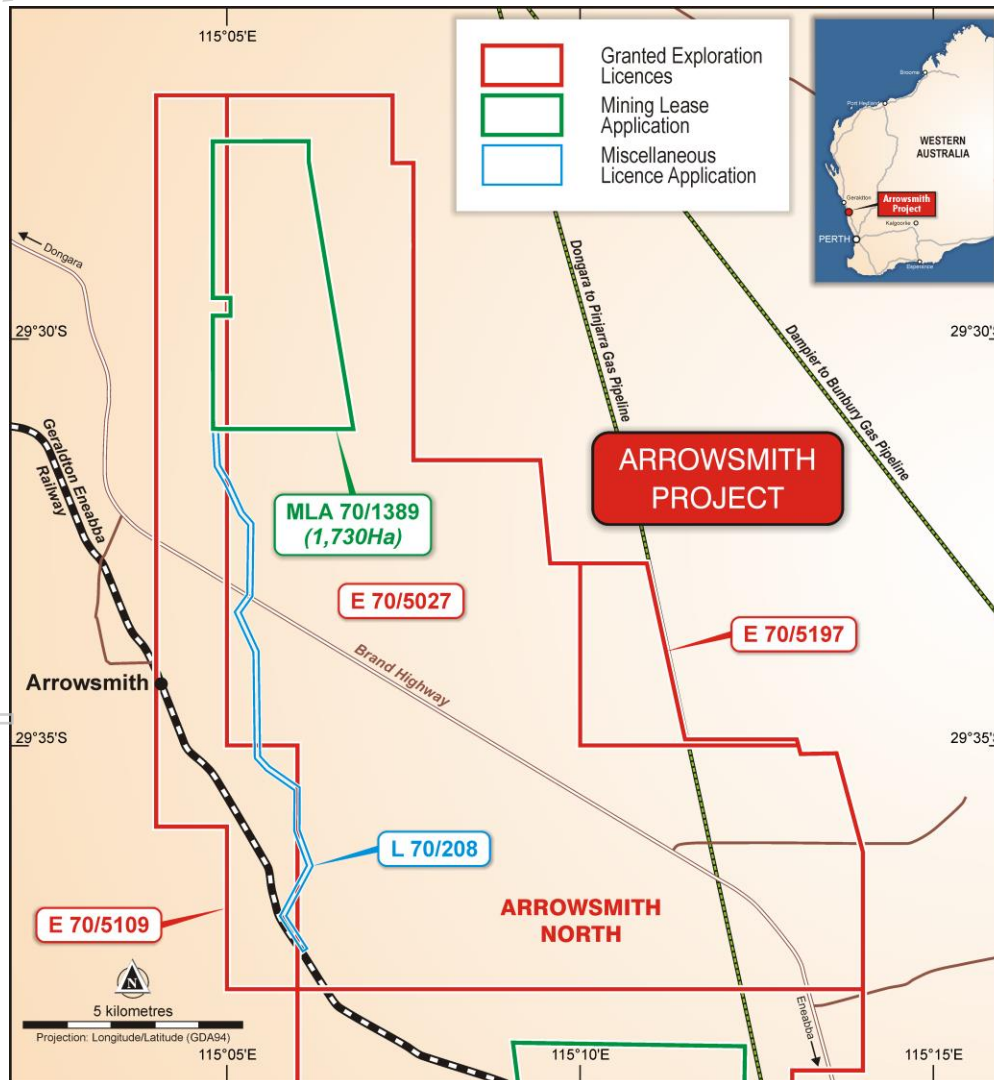 115°05'E
Granted Exploration
Licences
Mining Lease
Application
Miscellaneous
Licence Application
Broome
Port Hedland
WESTERN
AUSTRALIA
Geraldton
Arrowsmith
Project
Kalgoorlie
PERTH
Esperance
Dongara
29°30'S
29°30'S
Dongara to Pinjarra Gas Pipeline
Dampier to Bunbury Gas Pipeline
Geraldton Eneabba
Railway
ARROWSMITH
PROJECT
MLA 70/1389
(1,730Ha)
E 70/5027
E 70/5197
Brand Highway
Arrowsmith
29°35'S
29°35'S
L 70/208
E 70/5109
ARROWSMITH
NORTH
N
5 kilometres
Projection: Longitude/Latitude (GDA94)
Eneabba
115°05'E
115°10'E
115°15'E